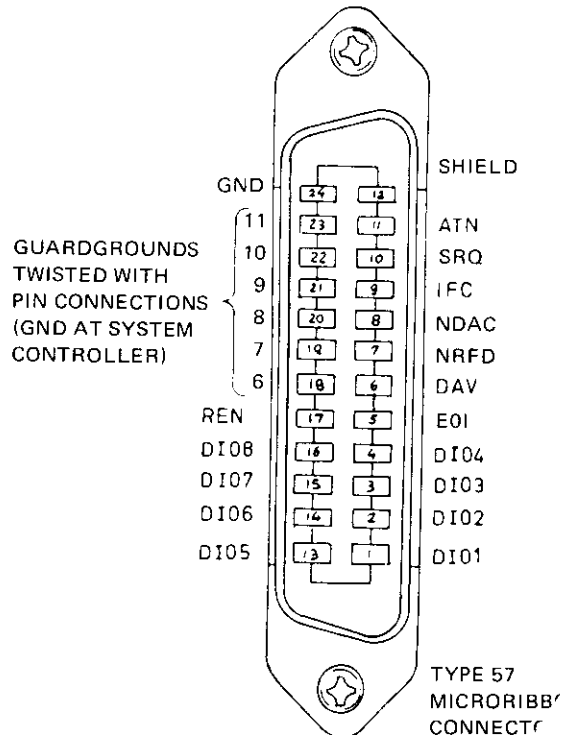 SHIELD
GND 24 12
11 23 11 ATN
10 22 10 SRQ
9 21 9 IFC
8 20 8 NDAC
7 19 7 NRFD
6 18 6 DAV
GUARDGROUNDS
TWISTED WITH
PIN CONNECTIONS
(GND AT SYSTEM
CONTROLLER)
REN 17 5 EOI
DIO8 16 4 DIO4
DIO7 15 3 DIO3
DIO6 14 2 DIO2
DIO5 13 1 DIO1
TYPE 57